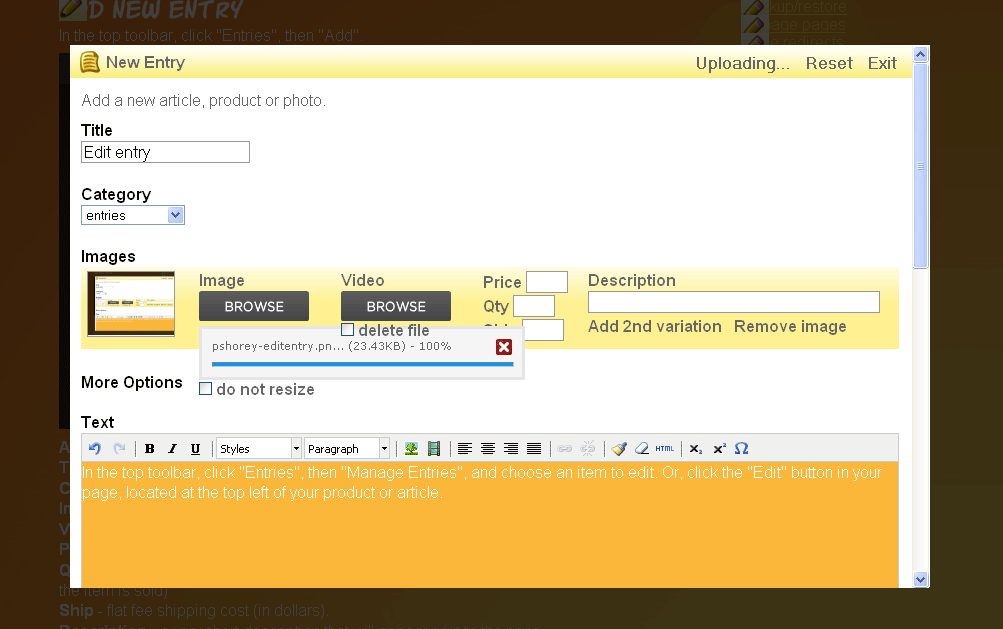 D NEW ENTRY
In the top toolbar, click "Entries", then "Add".
kup/restore
age pages
e redirects
New Entry
Uploading... Reset Exit
Add a new article, product or photo.
Title
Edit entry
Category
entries
Images
Image Video Price Description
BROWSE BROWSE
Qty
delete file
Add 2nd variation Remove image
pshorey-editentry.pn... (23.43KB) - 100%
More Options do not resize
Text
B I U Styles Paragraph HTML x₂ x² Ω
In the top toolbar, click "Entries", then "Manage Entries", and choose an item to edit. Or, click the "Edit" button in your
page, located at the top left of your product or article.
the item is sold)
Ship - flat fee shipping cost (in dollars)